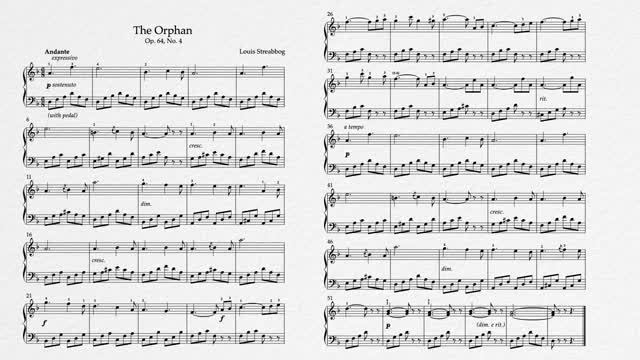 The Orphan
Op. 64, No. 4
Andante
Louis Streabbog
espressivo
p sostenuto
(with pedal)
6
cresc.
11
dim.
16
cresc.
21
f
f
26
31
rit.
36
a tempo
p
41
cresc.
46
dim.
51
p
(dim. e rit.)